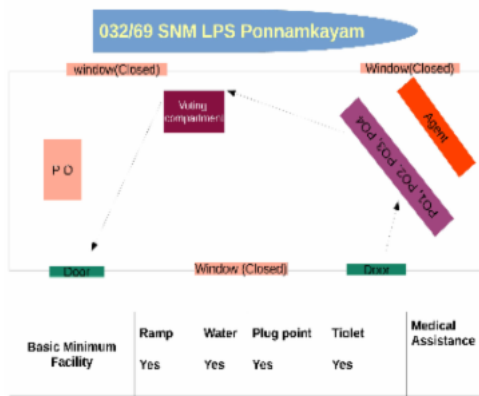 032/69 SNM LPS Ponnamkayam
window(Closed)
Window(Closed)
Voting
compartment
Agent
PO1, PO2, PO3, PO4
P O
Door
Window (Closed)
Door
Basic Minimum
Facility
Ramp
Water
Plug point
Tiolet
Medical
Assistance
Yes
Yes
Yes
Yes